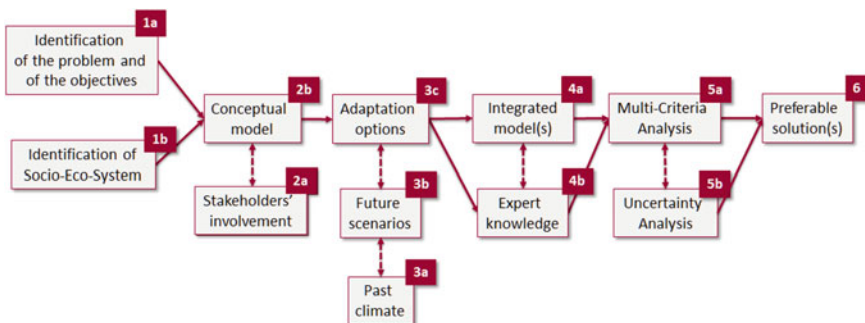 1a
Identification
of the problem and
of the objectives
1b
Identification of
Socio-Eco-System
2b
Conceptual
model
2a
Stakeholders'
involvement
3c
Adaptation
options
3b
Future
scenarios
3a
Past
climate
4a
Integrated
model(s)
4b
Expert
knowledge
5a
Multi-Criteria
Analysis
5b
Uncertainty
Analysis
6
Preferable
solution(s)